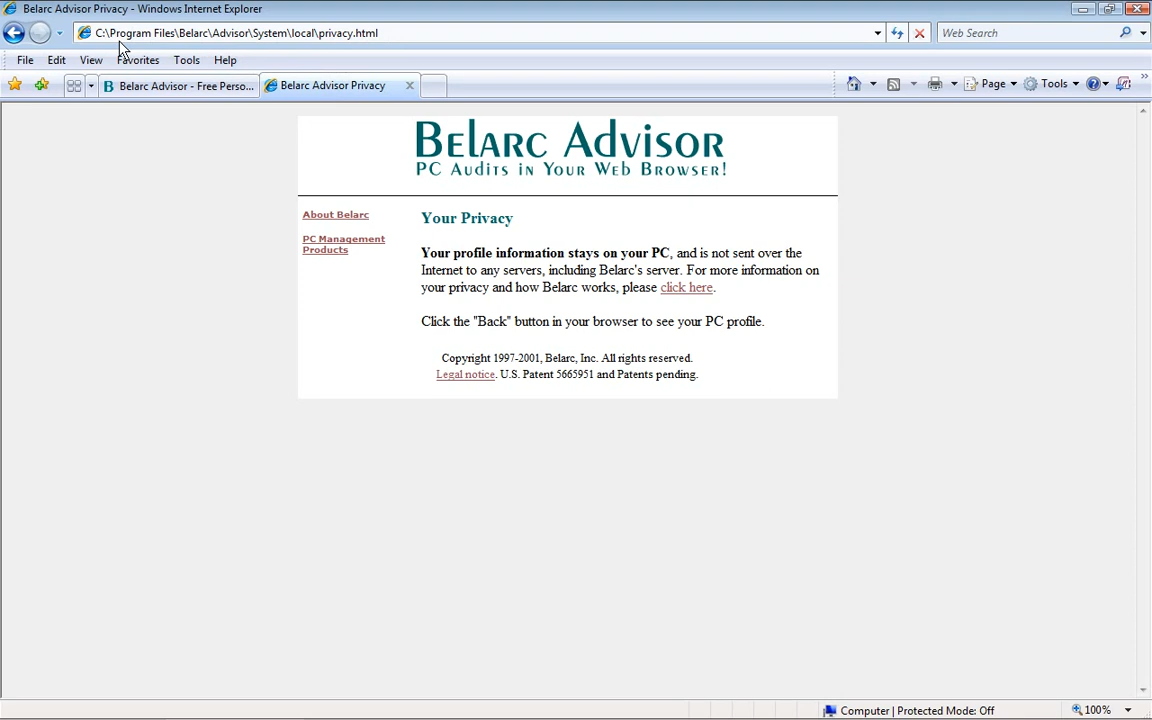 Belarc Advisor Privacy - Windows Internet Explorer
C:\Program Files\Belarc\Advisor\System\local\privacy.html
Web Search
File Edit View Favorites Tools Help
Belarc Advisor - Free Perso...
Belarc Advisor Privacy
Page
Tools
Belarc Advisor
PC Audits in Your Web Browser!
About Belarc
PC Management
Products
Your Privacy
Your profile information stays on your PC, and is not sent over the
Internet to any servers, including Belarc's server. For more information on
your privacy and how Belarc works, please click here.
Click the "Back" button in your browser to see your PC profile.
Copyright 1997-2001, Belarc, Inc. All rights reserved.
Legal notice. U.S. Patent 5665951 and Patents pending.
Computer | Protected Mode: Off
100%